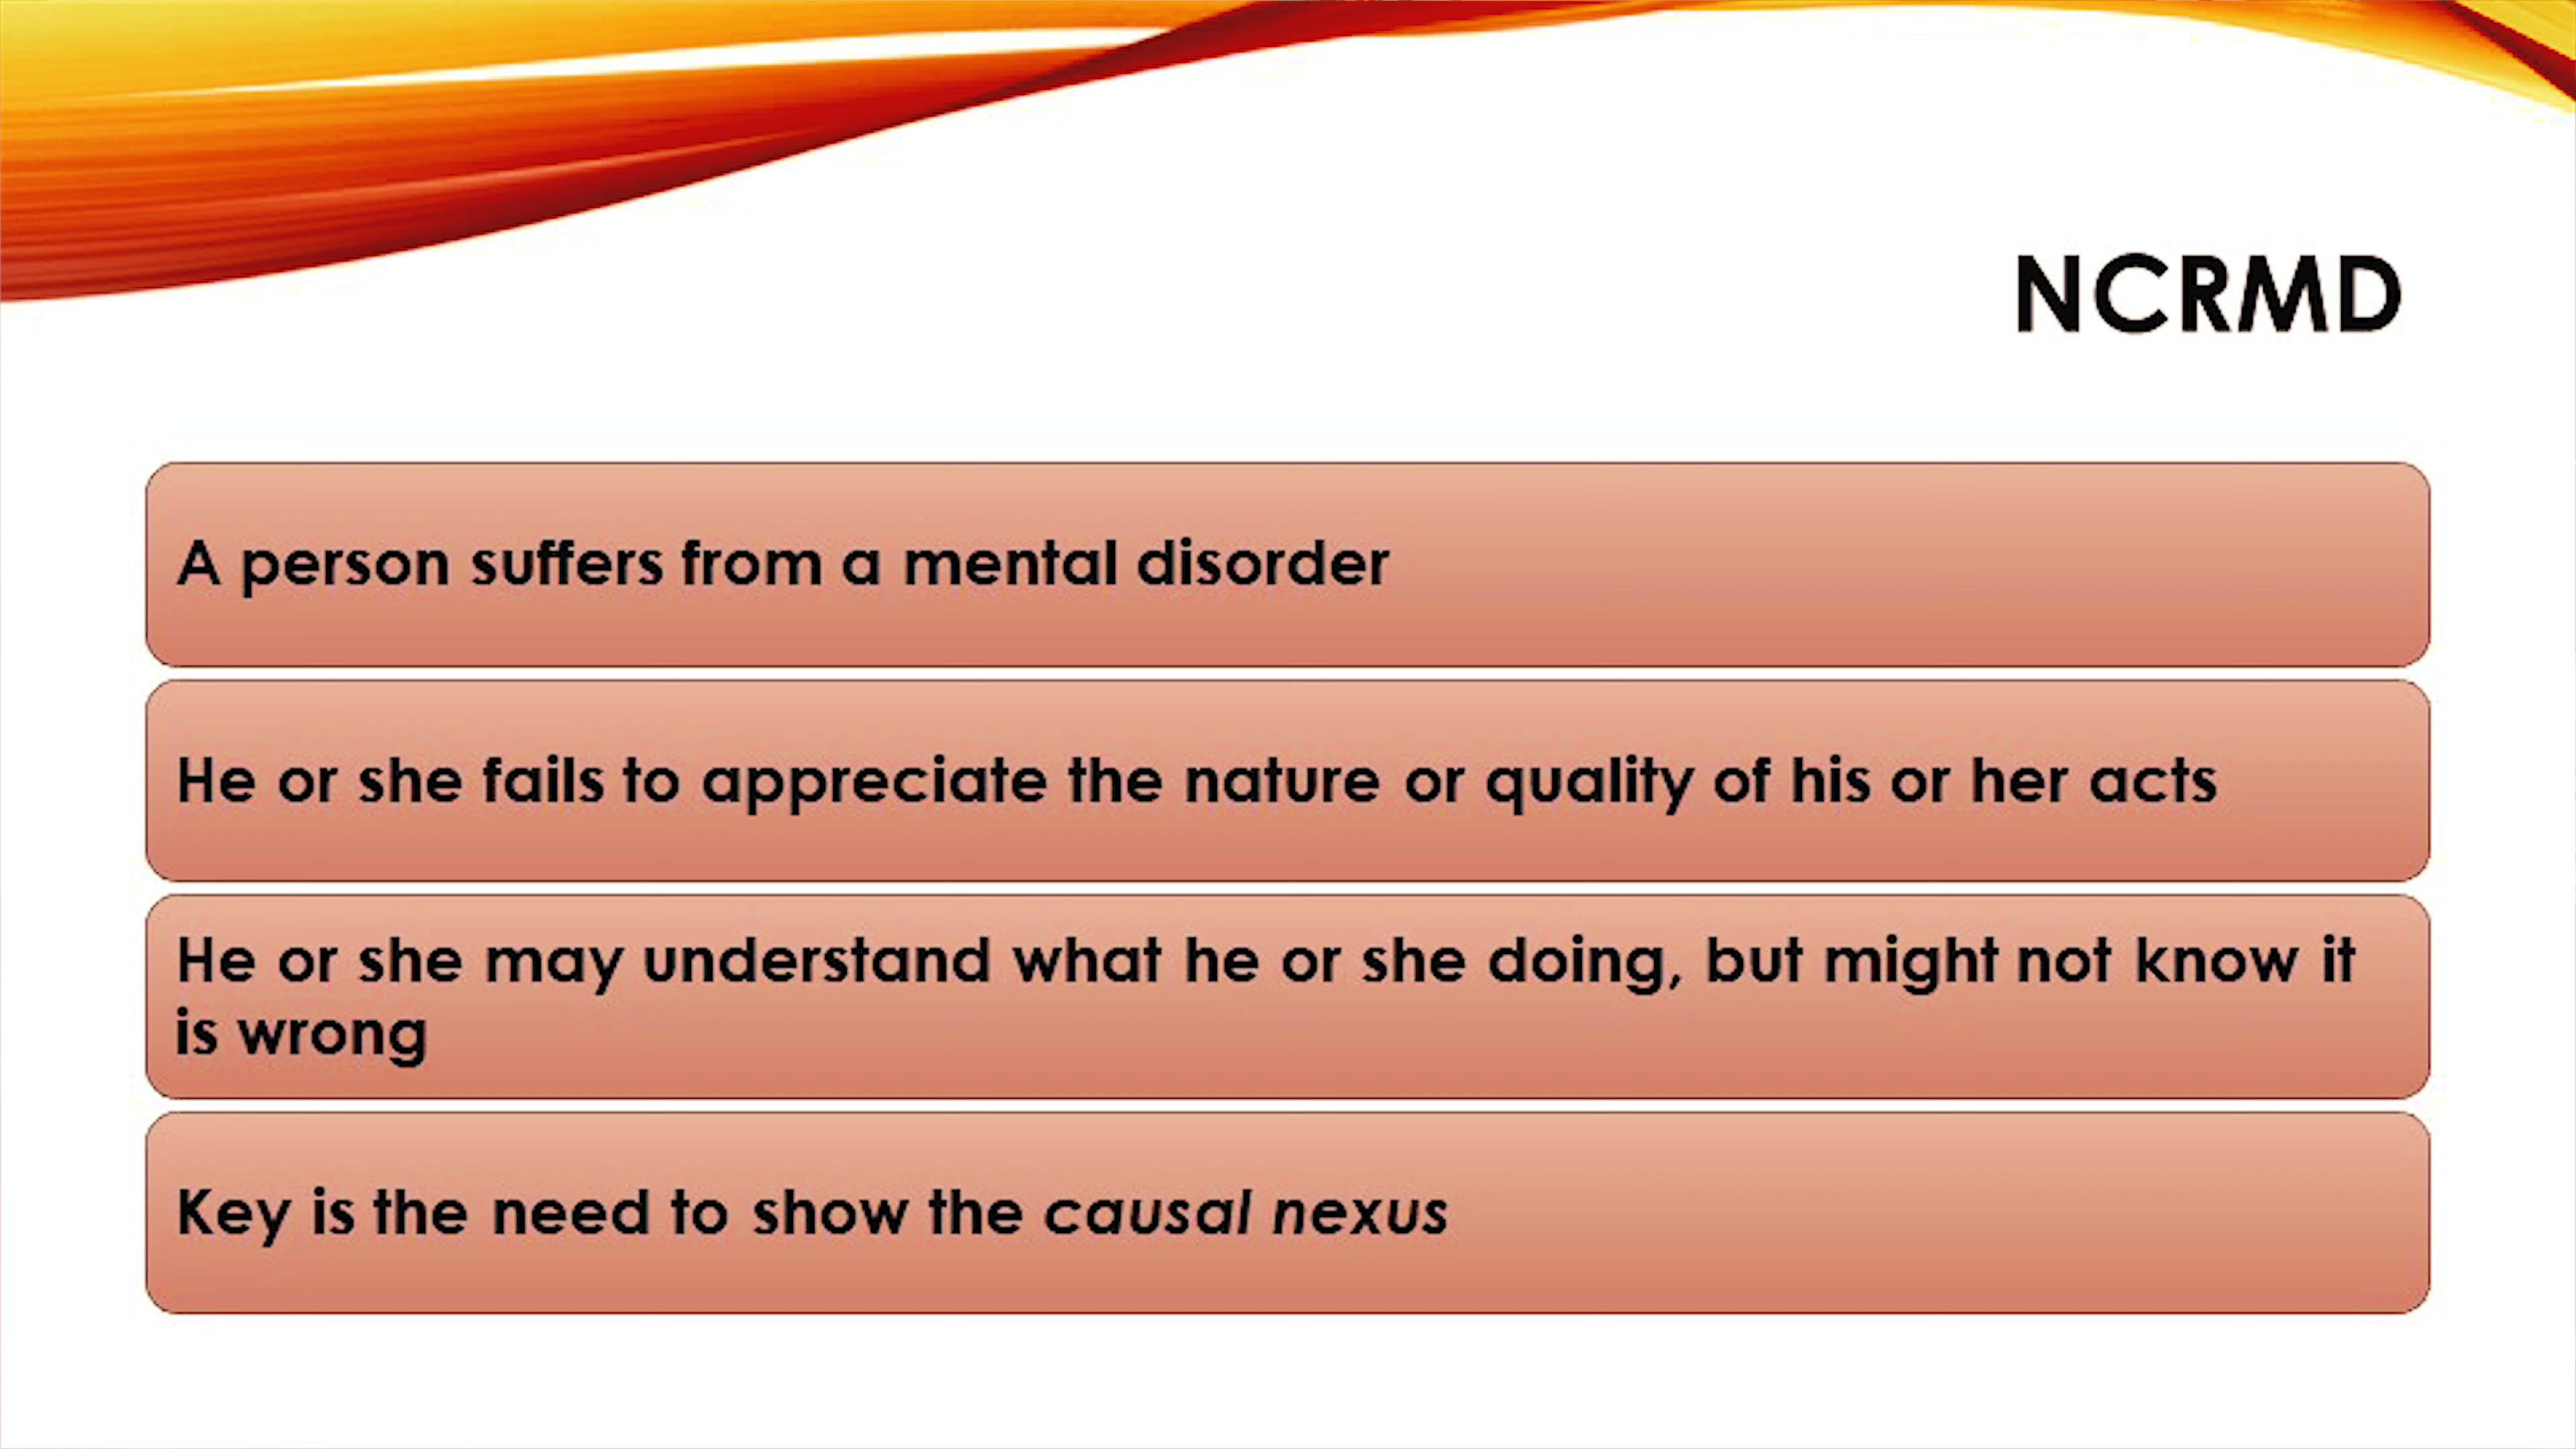 NCRMD
A person suffers from a mental disorder
He or she fails to appreciate the nature or quality of his or her acts
He or she may understand what he or she doing, but might not know it
is wrong
Key is the need to show the causal nexus